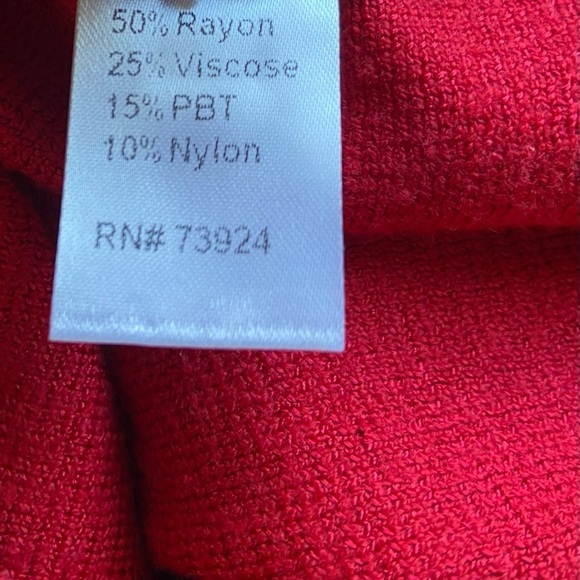 50% Rayon
25% Viscose
15% PBT
10% Nylon
RN# 73924